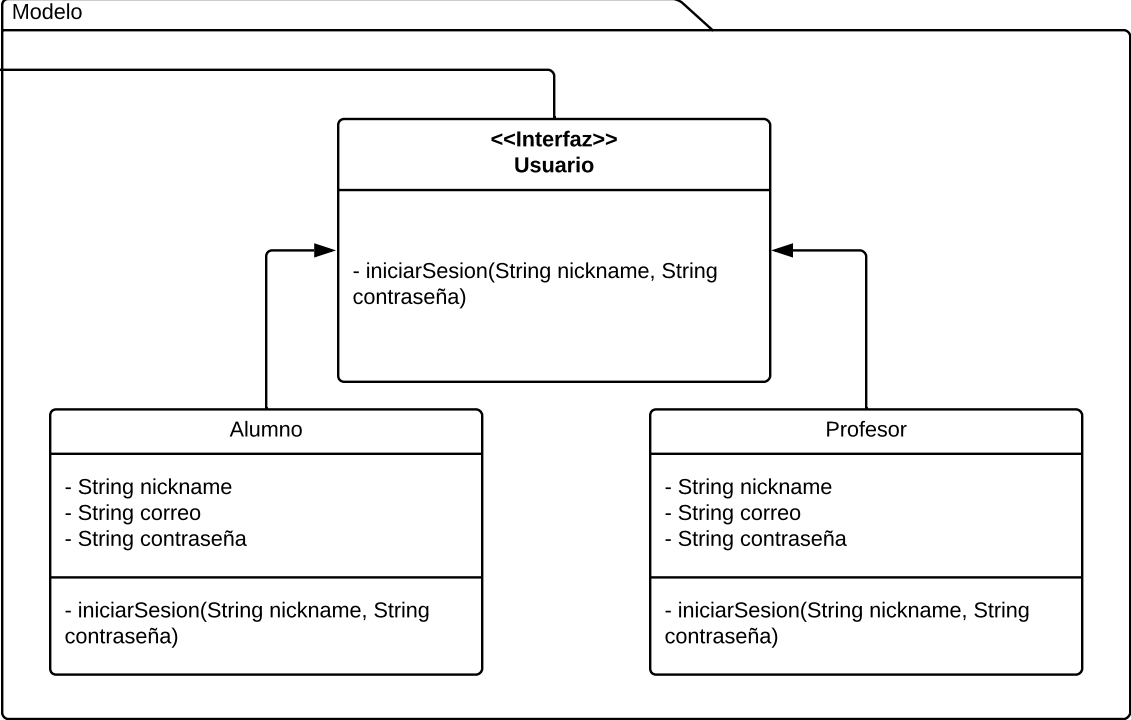 Modelo
<<Interfaz>>
Usuario
- iniciarSesion(String nickname, String
contraseña)
Alumno
- String nickname
- String correo
- String contraseña
- iniciarSesion(String nickname, String
contraseña)
Profesor
- String nickname
- String correo
- String contraseña
- iniciarSesion(String nickname, String
contraseña)